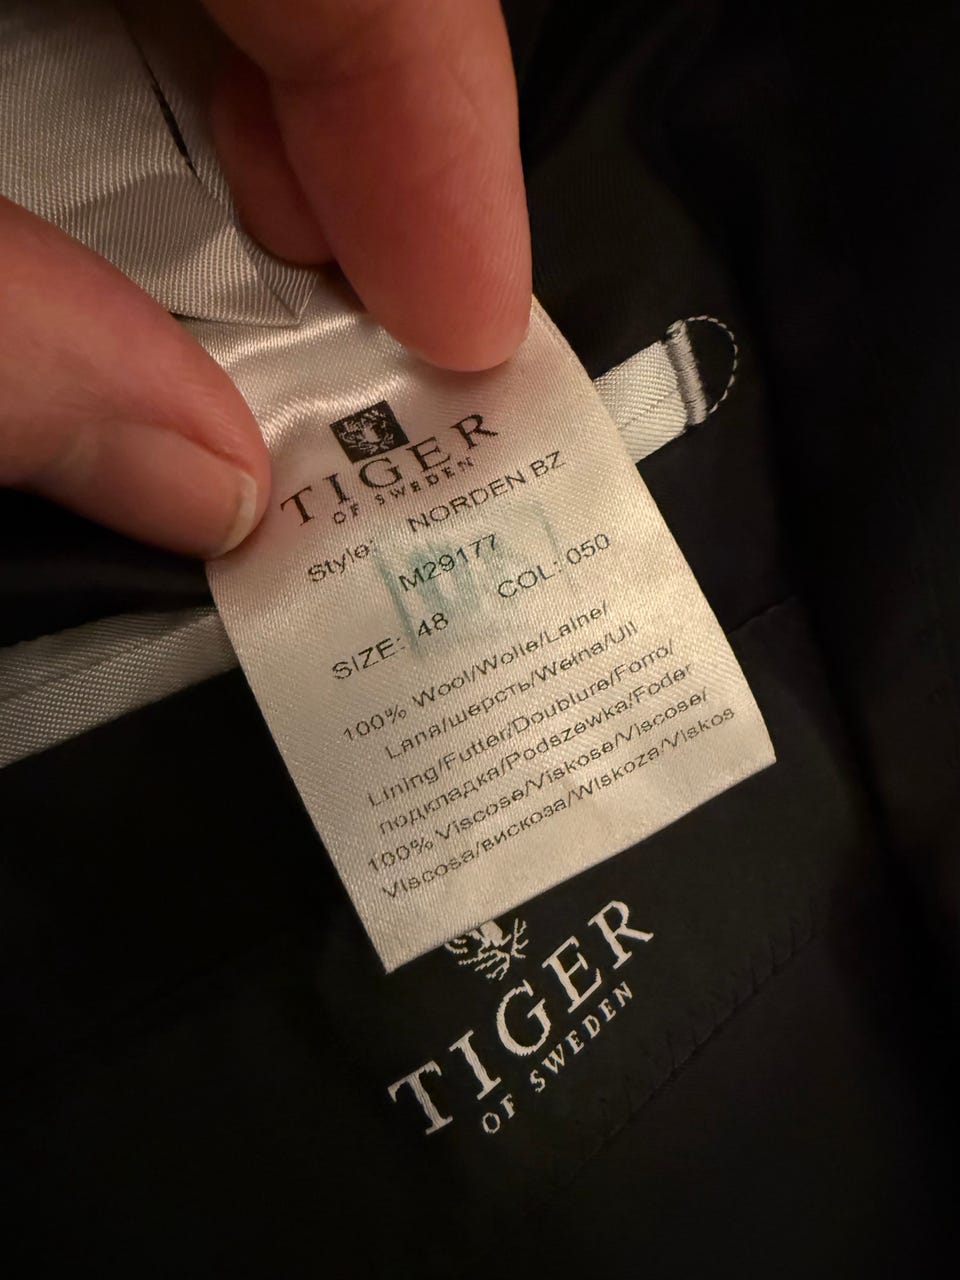 TIGER
OF SWEDEN
Style: NORDEN BZ
M29177
SIZE: 48 COL: 050
100% Wool/Wolle/Laine/
Lana/шерсть/Wełna/Ull
Lining/Futter/Doublure/Forro/
подкладка/Podszewka/Foder
100% Viscose/Viskose/Viscose/
Viscosa/вискоза/Wiskoza/Viskos
TIGER
OF SWEDEN